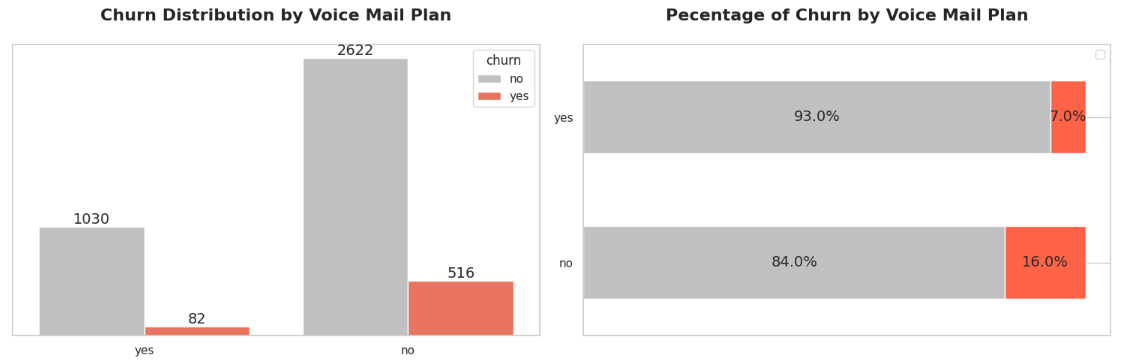 Churn Distribution by Voice Mail Plan
2622
churn
no
yes
1030
516
82
yes
no
Pecentage of Churn by Voice Mail Plan
yes
93.0%
7.0%
no
84.0%
16.0%